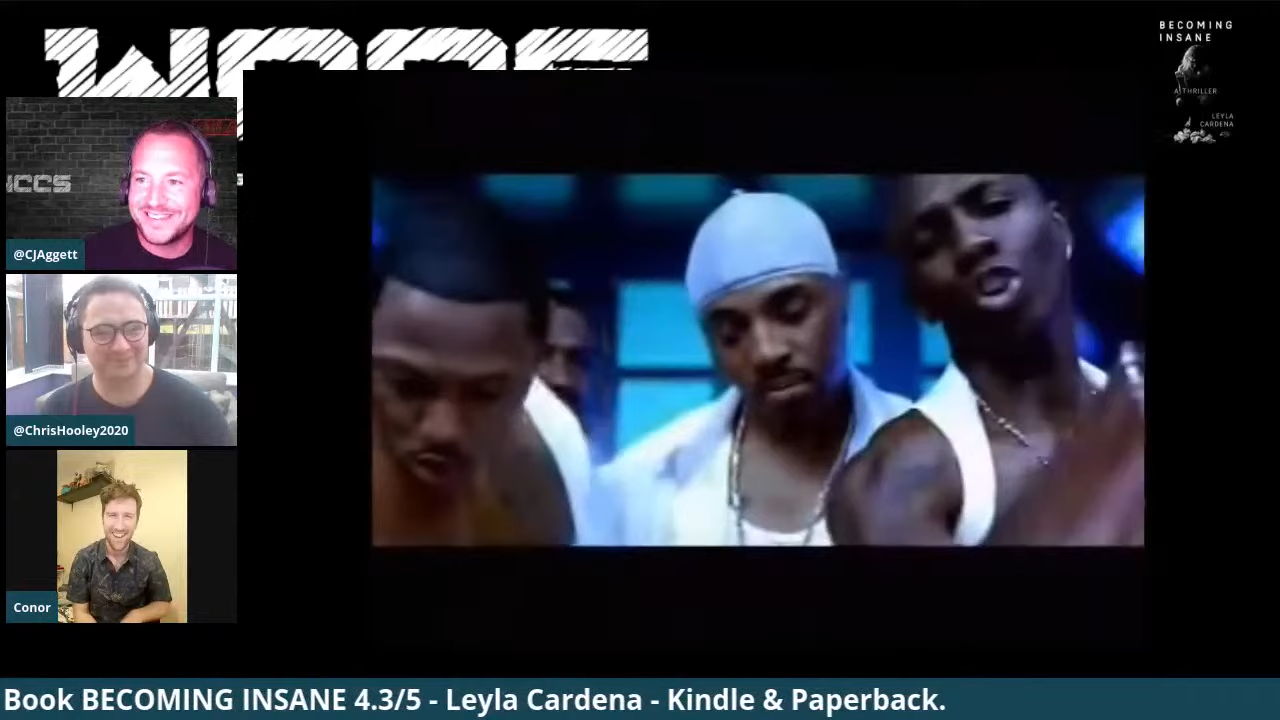 BECOMING
INSANE
A THRILLER
LEYLA
CARDENA
@CJAggett
@ChrisHooley2020
Conor
Book BECOMING INSANE 4.3/5 - Leyla Cardena - Kindle & Paperback.